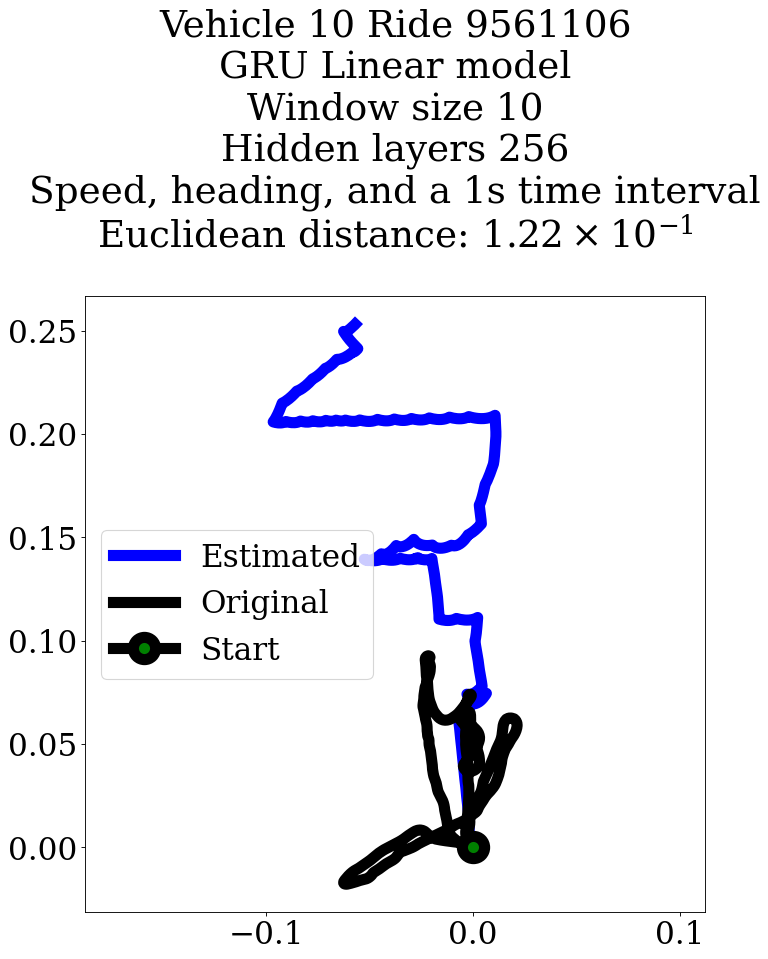 Vehicle 10 Ride 9561106
GRU Linear model
Window size 10
Hidden layers 256
Speed, heading, and a 1s time interval
Euclidean distance: 1.22 × 10⁻¹
0.25
0.20
0.15
0.10
0.05
0.00
Estimated
Original
Start
−0.1
0.0
0.1